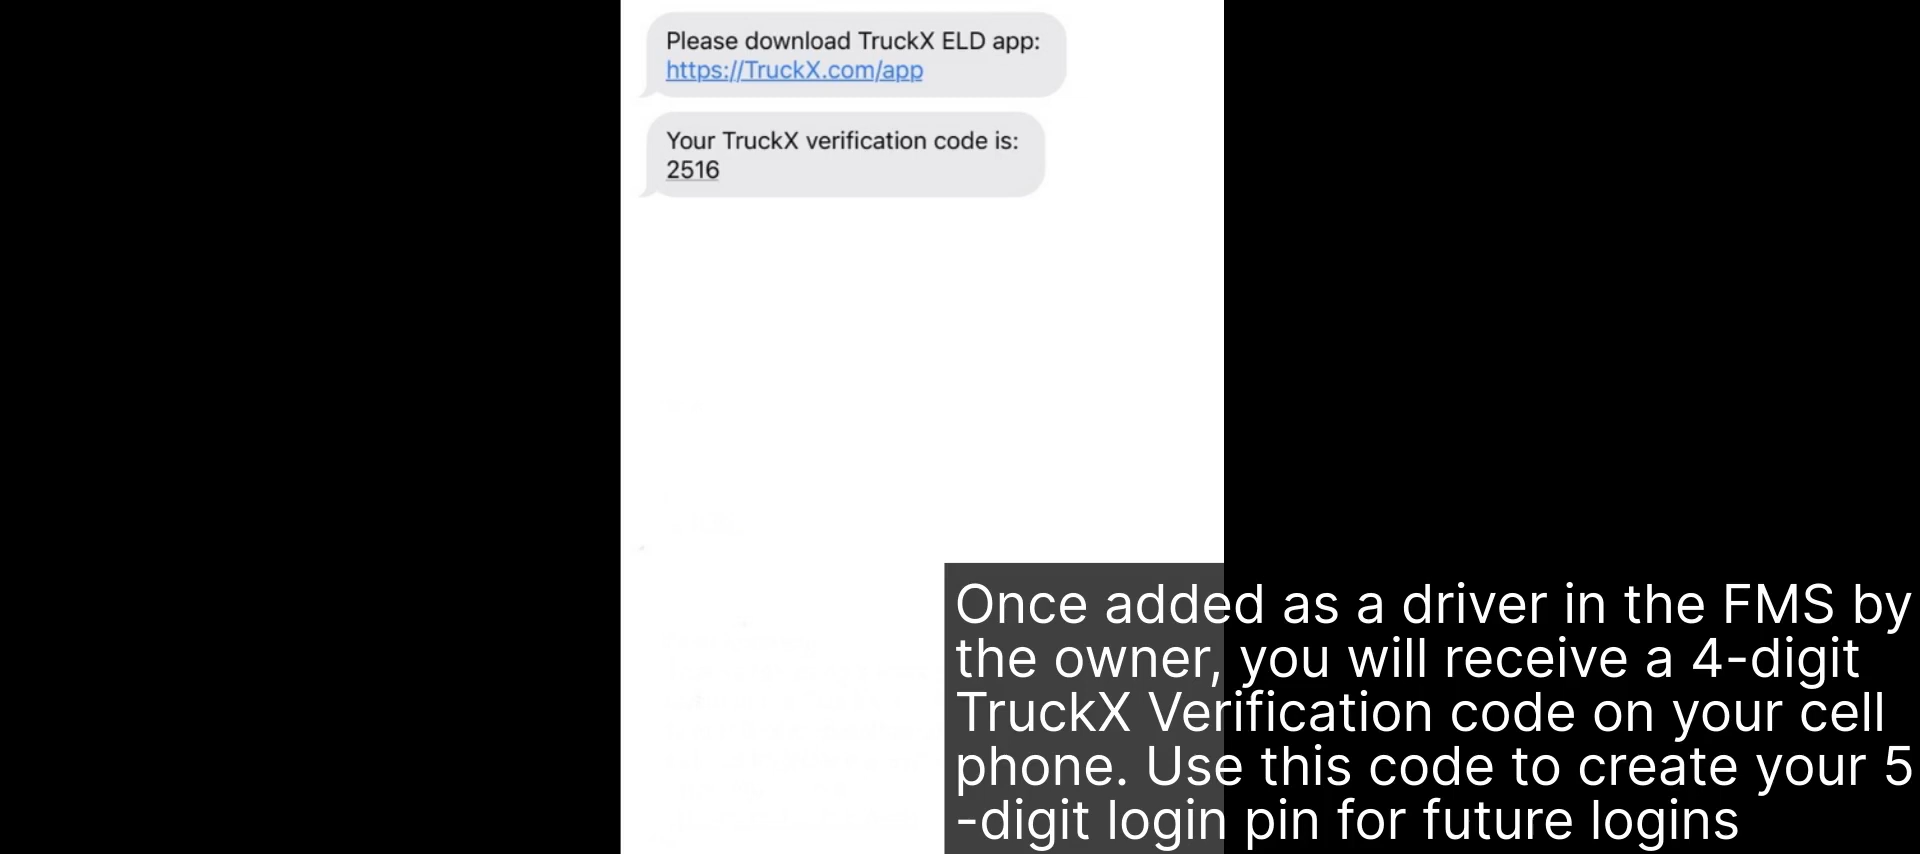 Please download TruckX ELD app:
https://TruckX.com/app
Your TruckX verification code is:
2516
Once added as a driver in the FMS by
the owner, you will receive a 4-digit
TruckX Verification code on your cell
phone. Use this code to create your 5
-digit login pin for future logins